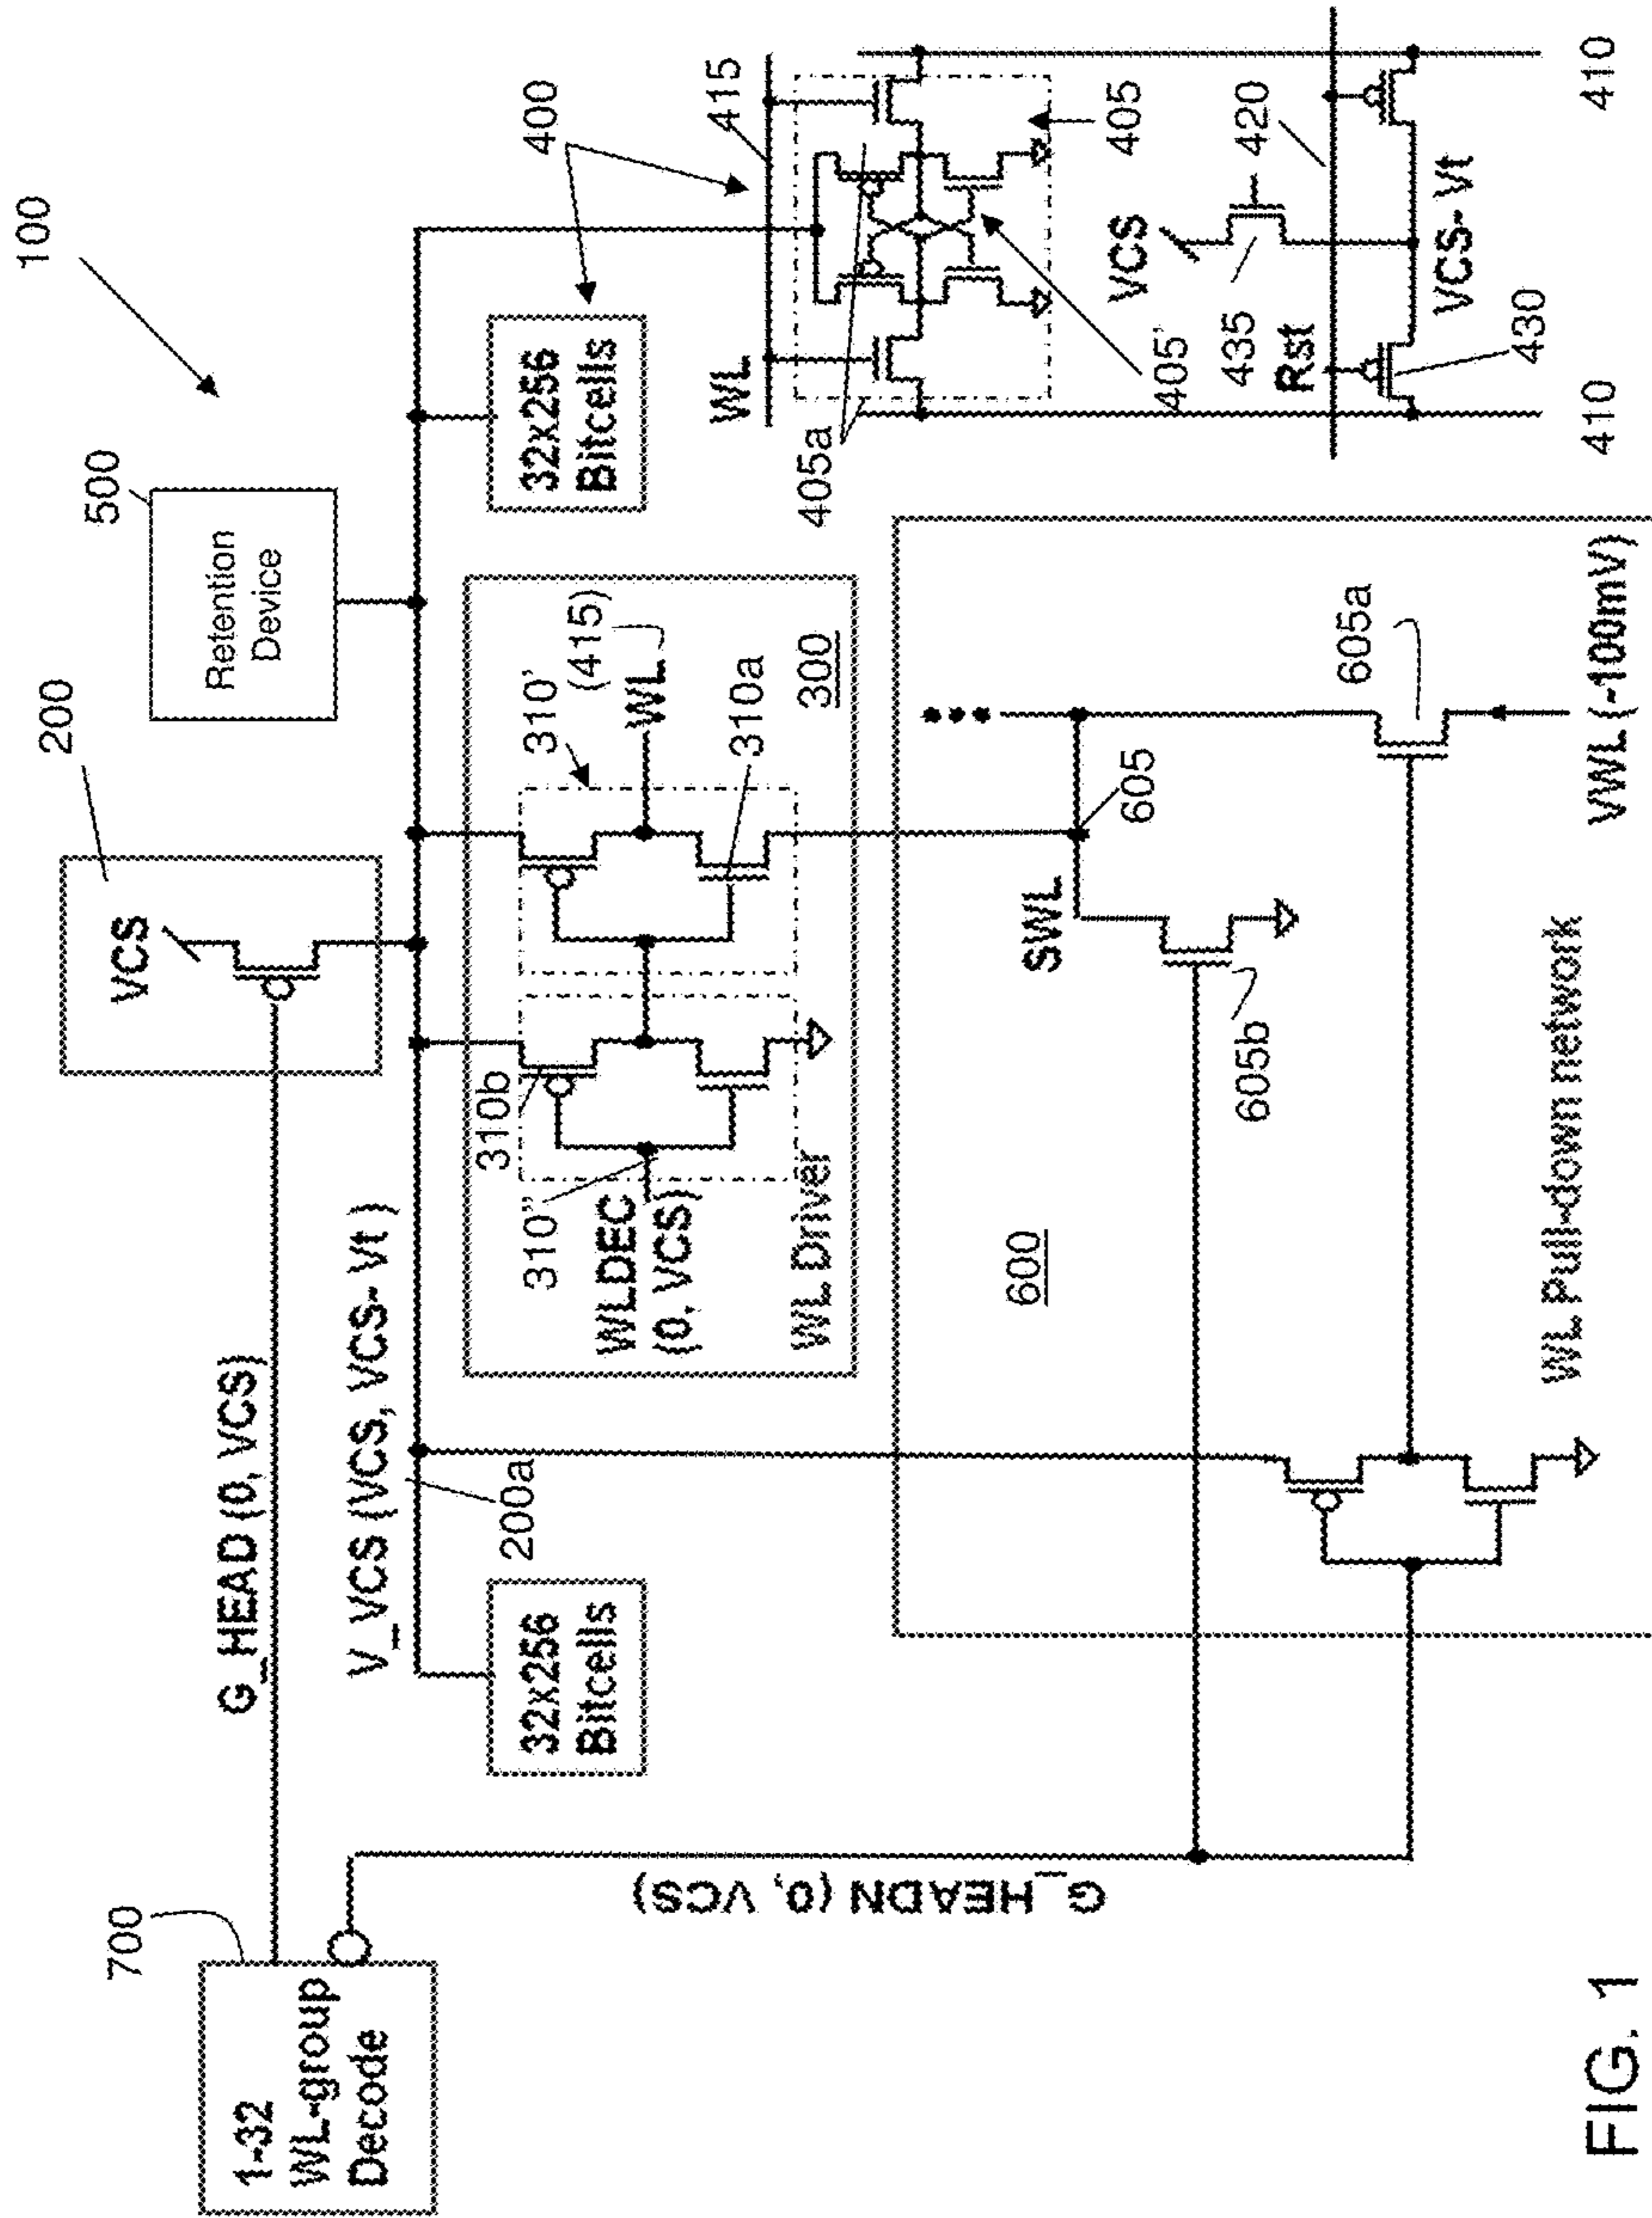 100
200
500
Retention
Device
VCS
G_HEAD (0, VCS)
V_VCS (VCS, VCS- Vt )
200a
700
1-32
WL-group
Decode
G_HEADN (0, VCS)
32x256
Bitcells
32x256
Bitcells
400
310'
310b
310"
WLDEC
(0, VCS)
WL Driver
(415)
WL
310a
300
415
WL
405a
405
405'
VCS
435
420
Rst
VCS- Vt
430
410
410
600
SWL
605
605b
605a
VWL (-100mV)
WL Pull-down network
FIG. 1